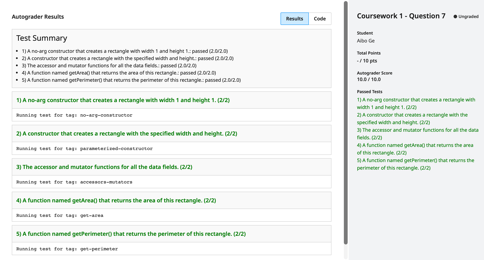 Autograder Results
Results
Code
Test Summary
• 1) A no-arg constructor that creates a rectangle with width 1 and height 1.: passed (2.0/2.0)
• 2) A constructor that creates a rectangle with the specified width and height.: passed (2.0/2.0)
• 3) The accessor and mutator functions for all the data fields.: passed (2.0/2.0)
• 4) A function named getArea() that returns the area of this rectangle.: passed (2.0/2.0)
• 5) A function named getPerimeter() that returns the perimeter of this rectangle.: passed (2.0/2.0)
1) A no-arg constructor that creates a rectangle with width 1 and height 1. (2/2)
Running test for tag: no-arg-constructor
2) A constructor that creates a rectangle with the specified width and height. (2/2)
Running test for tag: parameterized-constructor
3) The accessor and mutator functions for all the data fields. (2/2)
Running test for tag: accessors-mutators
4) A function named getArea() that returns the area of this rectangle. (2/2)
Running test for tag: get-area
5) A function named getPerimeter() that returns the perimeter of this rectangle. (2/2)
Running test for tag: get-perimeter
Coursework 1 - Question 7
Ungraded
Student
Aibo Ge
Total Points
- / 10 pts
Autograder Score
10.0 / 10.0
Passed Tests
1) A no-arg constructor that creates a rectangle with
width 1 and height 1. (2/2)
2) A constructor that creates a rectangle with the
specified width and height. (2/2)
3) The accessor and mutator functions for all the data
fields. (2/2)
4) A function named getArea() that returns the area
of this rectangle. (2/2)
5) A function named getPerimeter() that returns the
perimeter of this rectangle. (2/2)